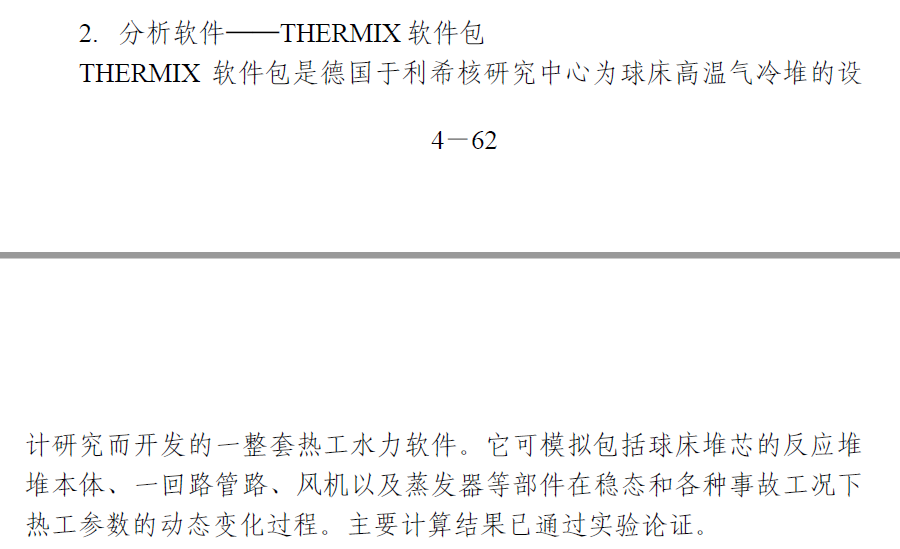 2. 分析软件——THERMIX 软件包
THERMIX 软件包是德国于利希核研究中心为球床高温气冷堆的设
4－62
计研究而开发的一整套热工水力软件。它可模拟包括球床堆芯的反应堆
堆本体、一回路管路、风机以及蒸发器等部件在稳态和各种事故工况下
热工参数的动态变化过程。主要计算结果已通过实验论证。